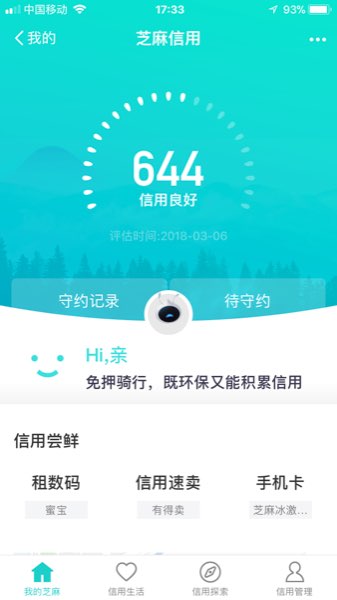 中国移动 17:33 93%
我的 芝麻信用
644
信用良好
评估时间:2018-03-06
守约记录 待守约
Hi,亲
免押骑行，既环保又能积累信用
信用尝鲜
租数码 信用速卖 手机卡
蜜宝 有得卖 芝麻冰激...
我的芝麻 信用生活 信用探索 信用管理